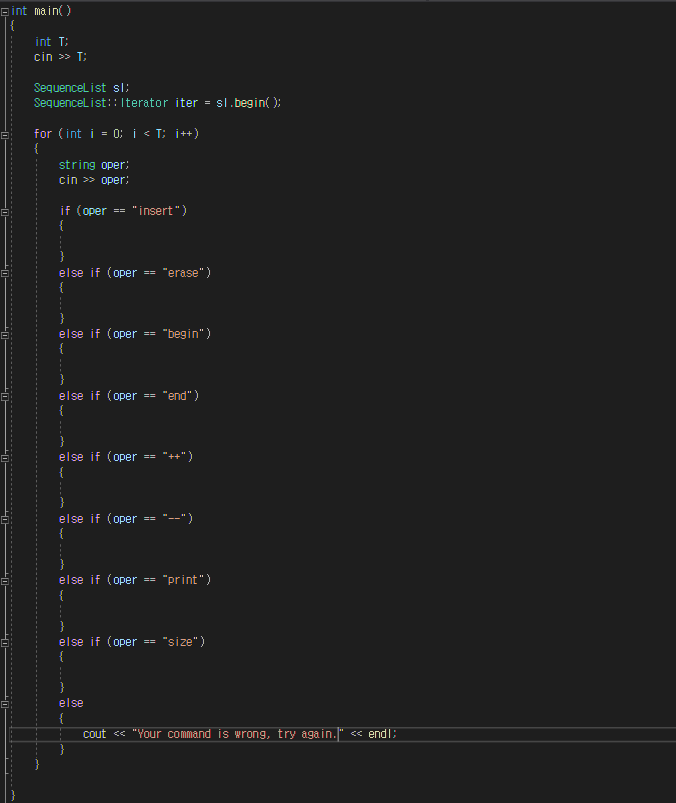 int main()
{
int T;
cin >> T;
SequenceList sl;
SequenceList::Iterator iter = sl.begin();
for (int i = 0; i < T; i++)
{
string oper;
cin >> oper;
if (oper == "insert")
{
}
else if (oper == "erase")
{
}
else if (oper == "begin")
{
}
else if (oper == "end")
{
}
else if (oper == "++")
{
}
else if (oper == "--")
{
}
else if (oper == "print")
{
}
else if (oper == "size")
{
}
else
{
cout << "Your command is wrong, try again." << endl;
}
}
}